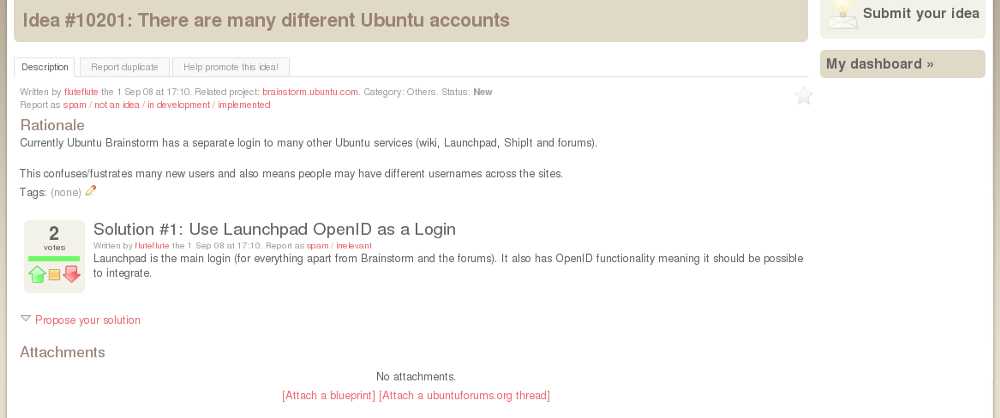 Idea #10201: There are many different Ubuntu accounts
Submit your idea
My dashboard »
Description
Report duplicate
Help promote this idea!
Written by fluteflute the 1 Sep 08 at 17:10. Related project: brainstorm.ubuntu.com. Category: Others. Status: New
Report as spam / not an idea / in development / implemented
Rationale
Currently Ubuntu Brainstorm has a separate login to many other Ubuntu services (wiki, Launchpad, ShipIt and forums).
This confuses/fustrates many new users and also means people may have different usernames across the sites.
Tags: (none)
2
votes
Solution #1: Use Launchpad OpenID as a Login
Written by fluteflute the 1 Sep 08 at 17:10. Report as spam / irrelevant
Launchpad is the main login (for everything apart from Brainstorm and the forums). It also has OpenID functionality meaning it should be possible
to integrate.
Propose your solution
Attachments
No attachments.
[Attach a blueprint] [Attach a ubuntuforums.org thread]